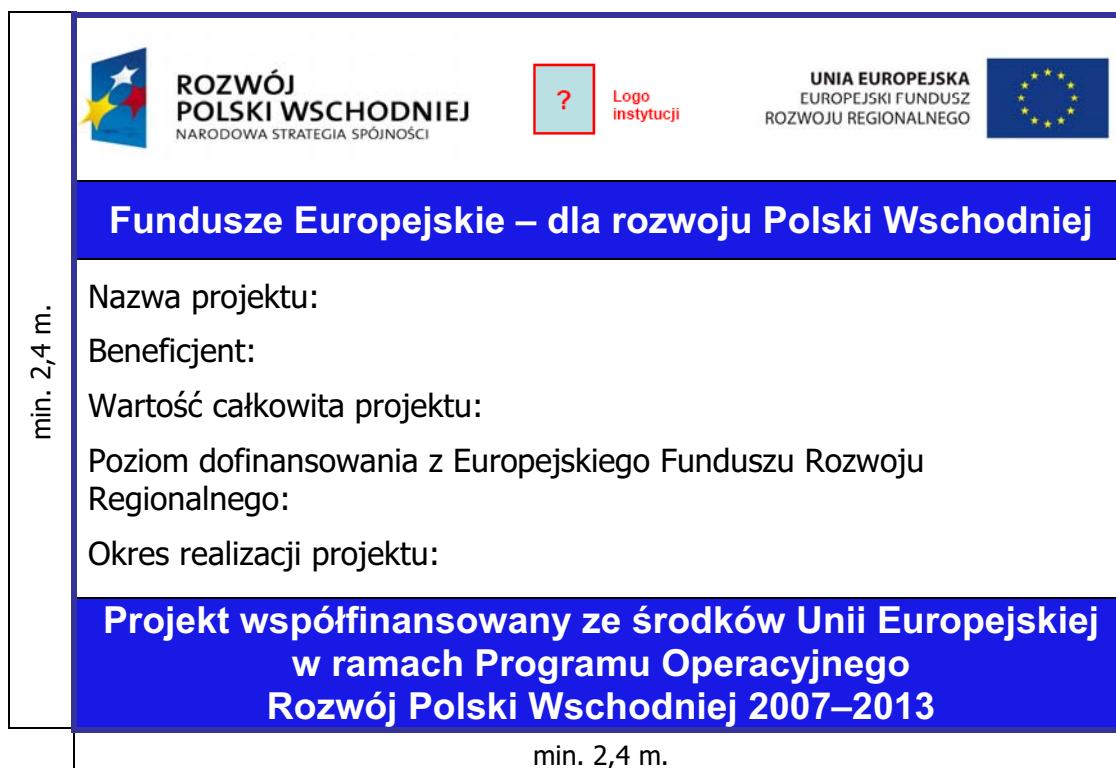 ROZWÓJ
POLSKI WSCHODNIEJ
NARODOWA STRATEGIA SPÓJNOŚCI
?
Logo
instytucji
UNIA EUROPEJSKA
EUROPEJSKI FUNDUSZ
ROZWOJU REGIONALNEGO
Fundusze Europejskie – dla rozwoju Polski Wschodniej
min. 2,4 m.
Nazwa projektu:
Beneficjent:
Wartość całkowita projektu:
Poziom dofinansowania z Europejskiego Funduszu Rozwoju
Regionalnego:
Okres realizacji projektu:
Projekt współfinansowany ze środków Unii Europejskiej
w ramach Programu Operacyjnego
Rozwój Polski Wschodniej 2007–2013
min. 2,4 m.